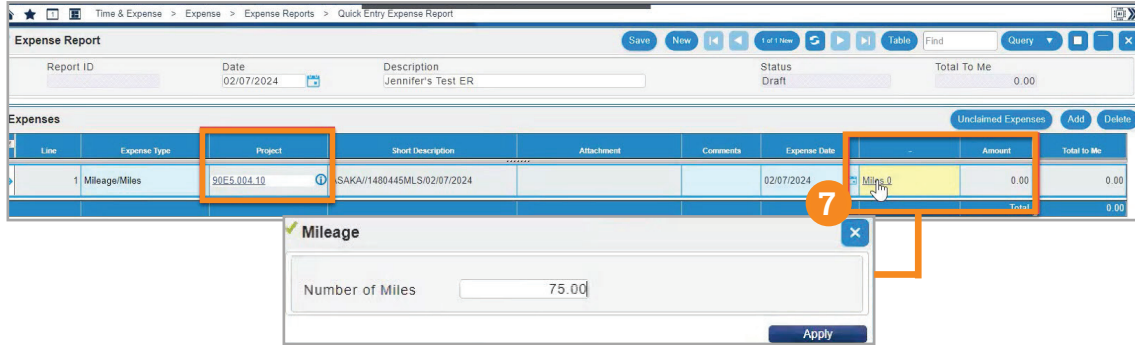 Time & Expense > Expense > Expense Reports > Quick Entry Expense Report
Expense Report Save New 1 of 1 New Table Find Query
Report ID Date Description Status Total To Me
02/07/2024 Jennifer's Test ER Draft 0.00
Expenses Unclaimed Expenses Add Delete
Line Expense Type Project Short Description Attachment Comments Expense Date Amount Total to Me
1 Mileage/Miles 90E5.004.10 ASAKA//1480445MLS/02/07/2024 02/07/2024 Miles 0 0.00 0.00
7 Total 0.00
Mileage
Number of Miles 75.00
Apply